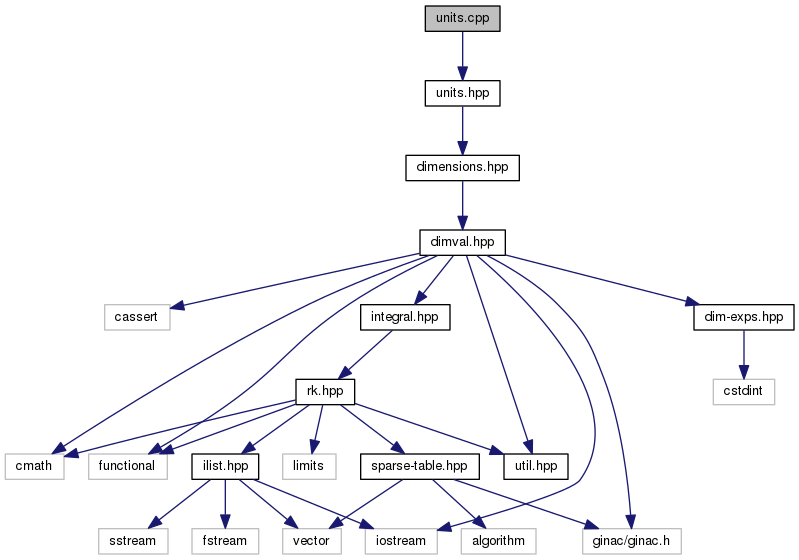 units.cpp
units.hpp
dimensions.hpp
dimval.hpp
cassert
integral.hpp
dim-exps.hpp
rk.hpp
cstdint
cmath
functional
ilist.hpp
limits
sparse-table.hpp
util.hpp
sstream
fstream
vector
iostream
algorithm
ginac/ginac.h